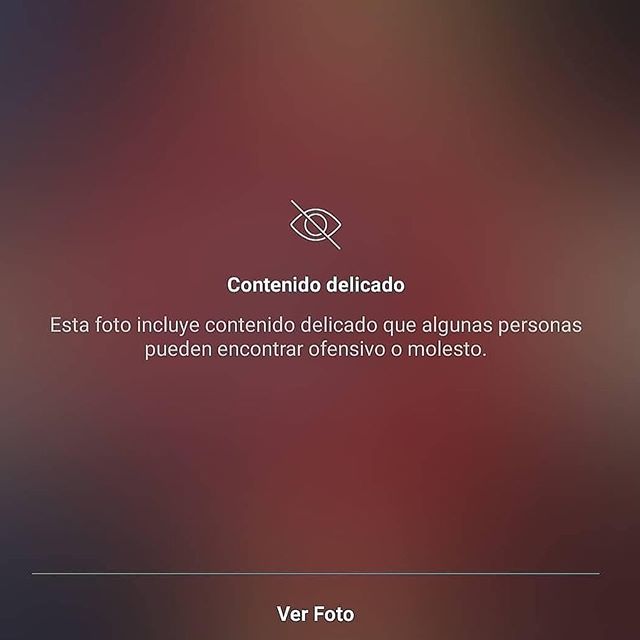 Contenido delicado
Esta foto incluye contenido delicado que algunas personas
pueden encontrar ofensivo o molesto.
Ver Foto